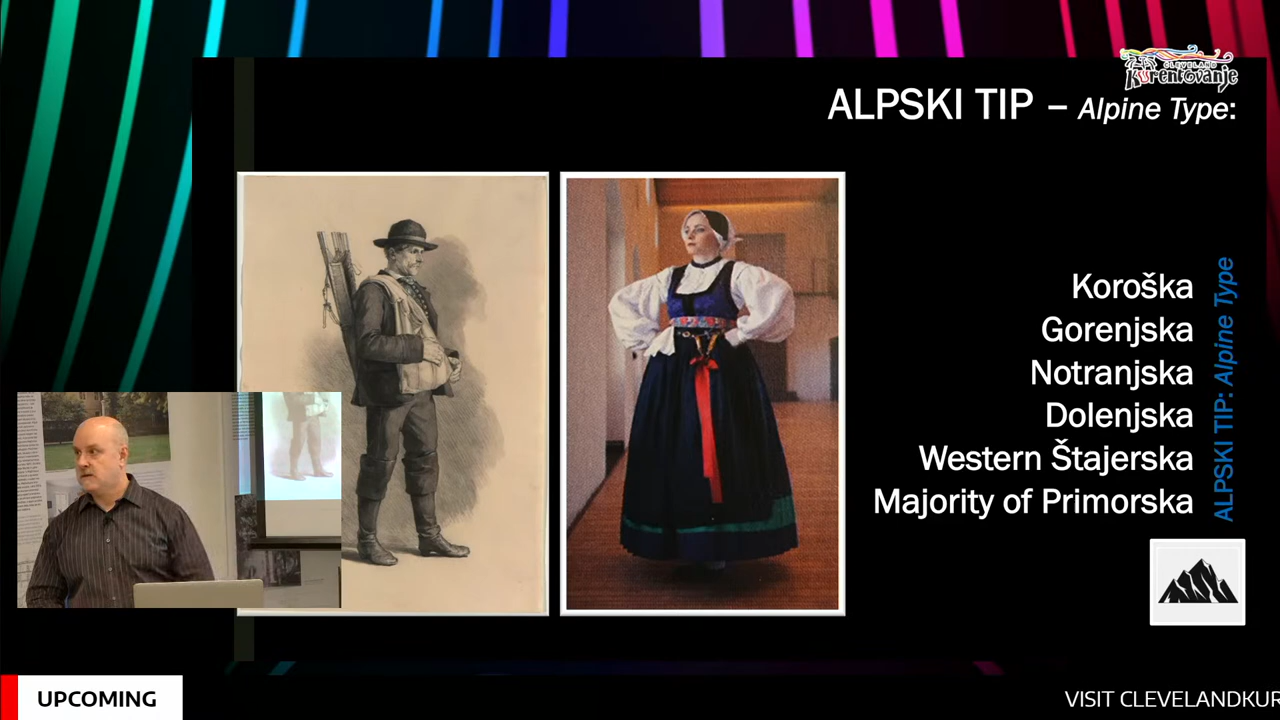 CLEVELAND
Kurentovanje
ALPSKI TIP – Alpine Type:
Koroška
Gorenjska
Notranjska
Dolenjska
Western Štajerska
Majority of Primorska
ALPSKI TIP: Alpine Type
UPCOMING
VISIT CLEVELANDKUR